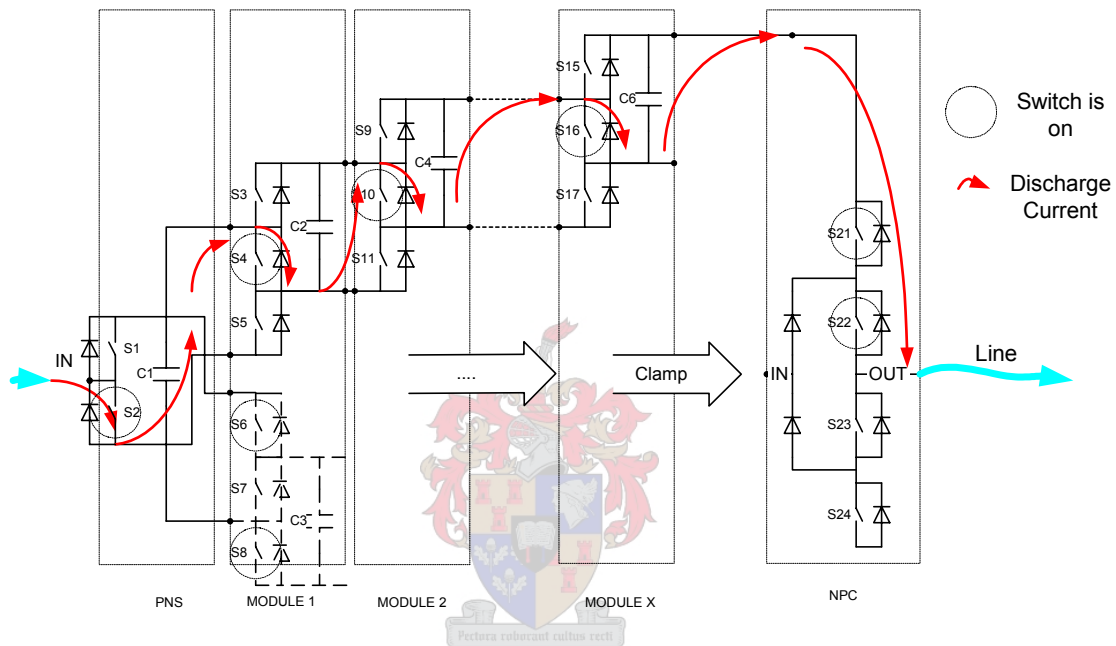 S15
C6
S16
S17
Switch is
on
Discharge
Current
S9
C4
S10
S11
S3
C2
S4
S5
S21
S22
IN
S1
C1
S2
....
Clamp
IN
OUT
Line
S6
S7
C3
S8
S23
S24
PNS
MODULE 1
MODULE 2
MODULE X
NPC
Pectora roborant cultus recti